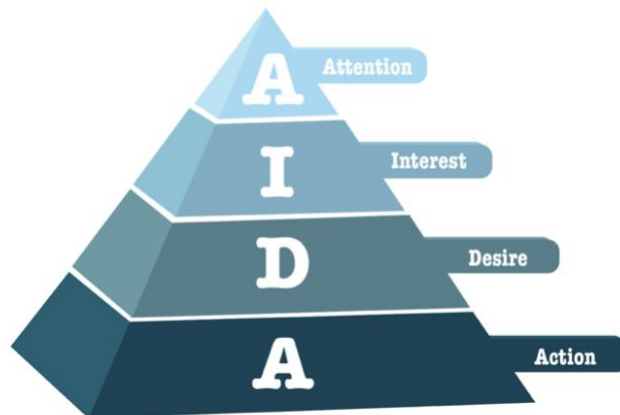 A Attention
I Interest
D Desire
A Action